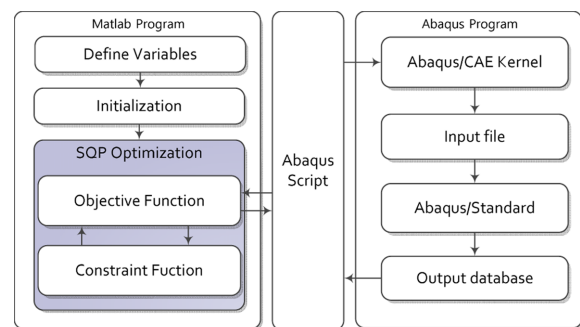 Matlab Program
Define Variables
Initialization
SQP Optimization
Objective Function
Constraint Fuction
Abaqus
Script
Abaqus Program
Abaqus/CAE Kernel
Input file
Abaqus/Standard
Output database